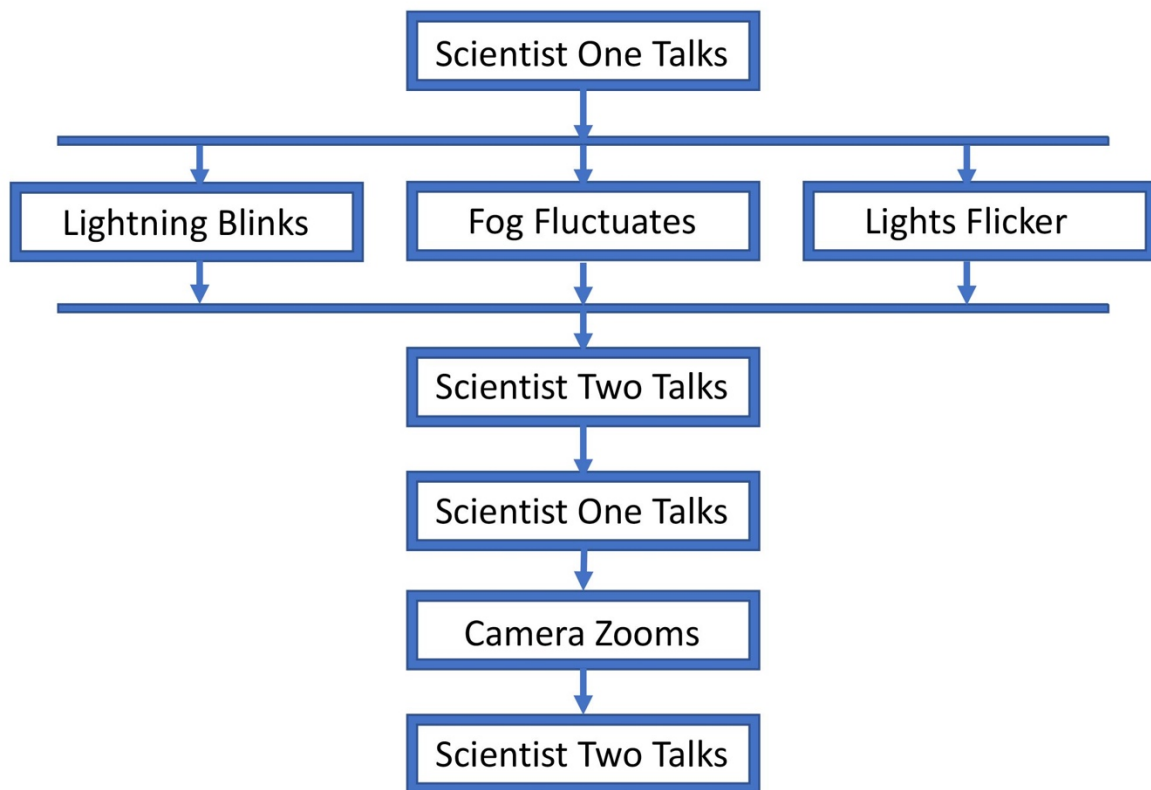 Scientist One Talks
Lightning Blinks
Fog Fluctuates
Lights Flicker
Scientist Two Talks
Scientist One Talks
Camera Zooms
Scientist Two Talks